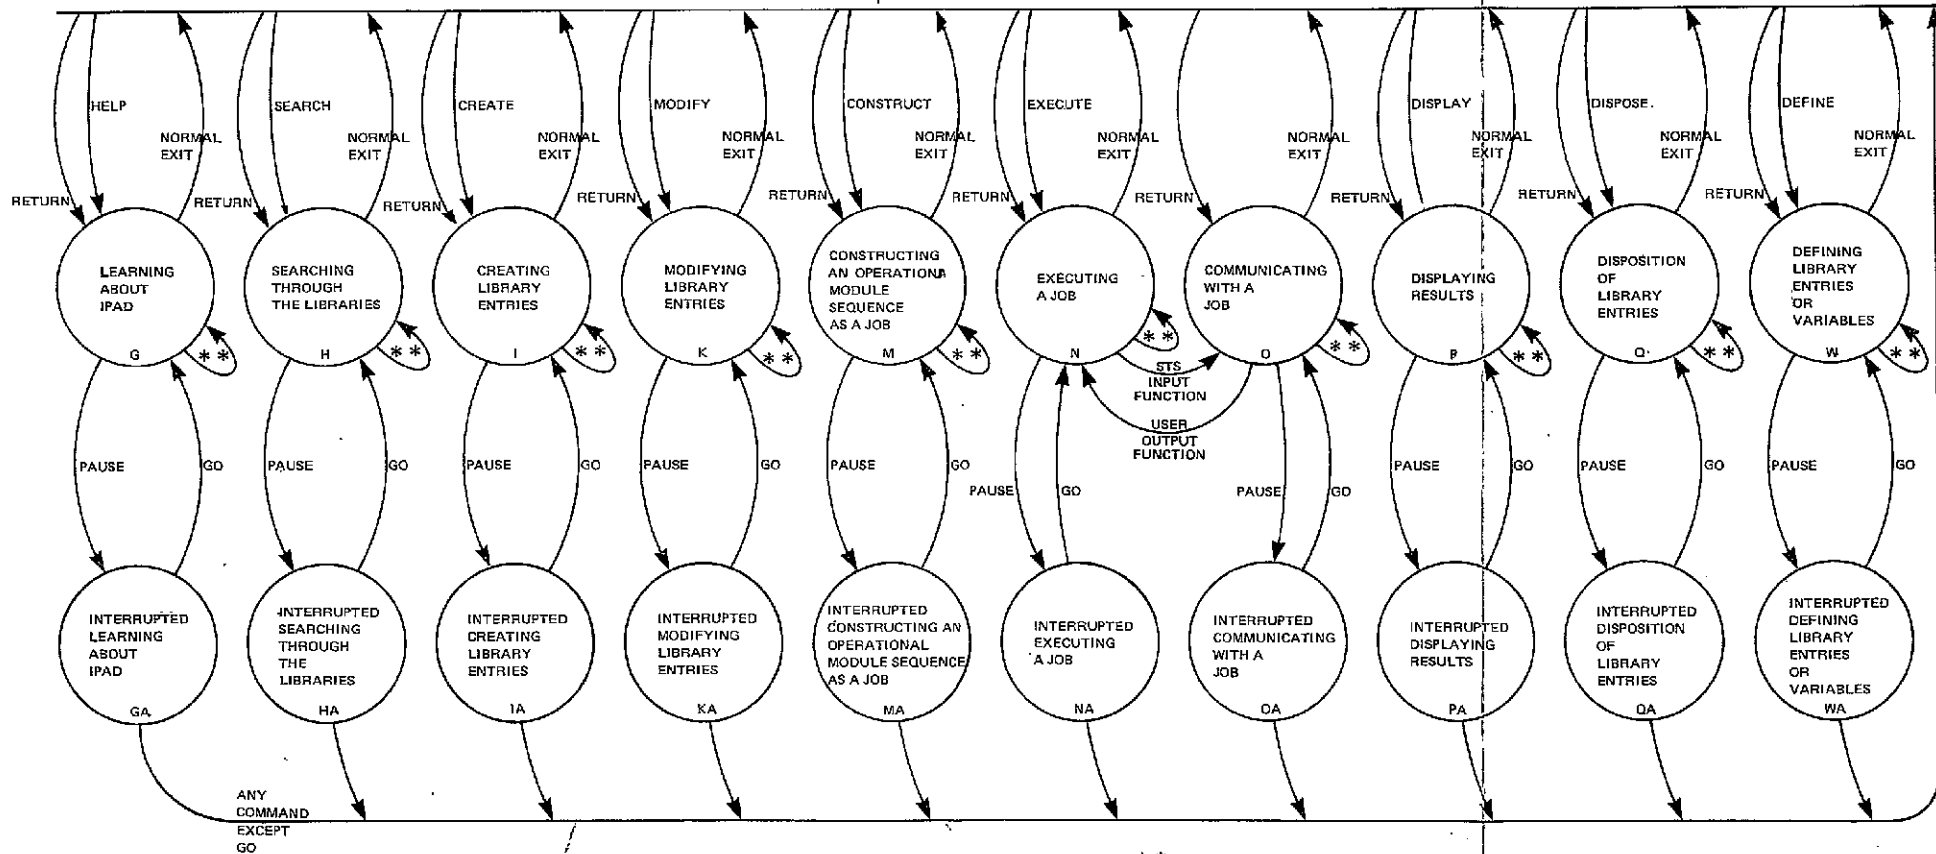 HELP
SEARCH
CREATE
MODIFY
CONSTRUCT
EXECUTE
DISPLAY
DISPOSE.
DEFINE
NORMAL
EXIT
NORMAL
EXIT
NORMAL
EXIT
NORMAL
EXIT
NORMAL
EXIT
NORMAL
EXIT
NORMAL
EXIT
NORMAL
EXIT
NORMAL
EXIT
NORMAL
EXIT
RETURN
RETURN
RETURN
RETURN
RETURN
RETURN
RETURN
RETURN
RETURN
RETURN
LEARNING
ABOUT
IPAD
G
**
SEARCHING
THROUGH
THE LIBRARIES
H
**
CREATING
LIBRARY
ENTRIES
I
**
MODIFYING
LIBRARY
ENTRIES
K
**
CONSTRUCTING
AN OPERATIONA
MODULE
SEQUENCE
AS A JOB
M
**
EXECUTING
A JOB
N
**
COMMUNICATING
WITH A
JOB
O
**
DISPLAYING
RESULTS
P
**
DISPOSITION
OF
LIBRARY
ENTRIES
Q
**
DEFINING
LIBRARY
ENTRIES
OR
VARIABLES
W
**
STS
INPUT
FUNCTION
USER
OUTPUT
FUNCTION
PAUSE
GO
PAUSE
GO
PAUSE
GO
PAUSE
GO
PAUSE
GO
PAUSE
GO
PAUSE
GO
PAUSE
GO
PAUSE
GO
PAUSE
GO
INTERRUPTED
LEARNING
ABOUT
IPAD
GA
INTERRUPTED
SEARCHING
THROUGH
THE
LIBRARIES
HA
INTERRUPTED
CREATING
LIBRARY
ENTRIES
IA
INTERRUPTED
MODIFYING
LIBRARY
ENTRIES
KA
INTERRUPTED
CONSTRUCTING AN
OPERATIONAL
MODULE SEQUENCE
AS A JOB
MA
INTERRUPTED
EXECUTING
A JOB
NA
INTERRUPTED
COMMUNICATING
WITH A
JOB
OA
INTERRUPTED
DISPLAYING
RESULTS
PA
INTERRUPTED
DISPOSITION
OF
LIBRARY
ENTRIES
QA
INTERRUPTED
DEFINING
LIBRARY
ENTRIES
OR
VARIABLES
WA
ANY
COMMAND
EXCEPT
GO